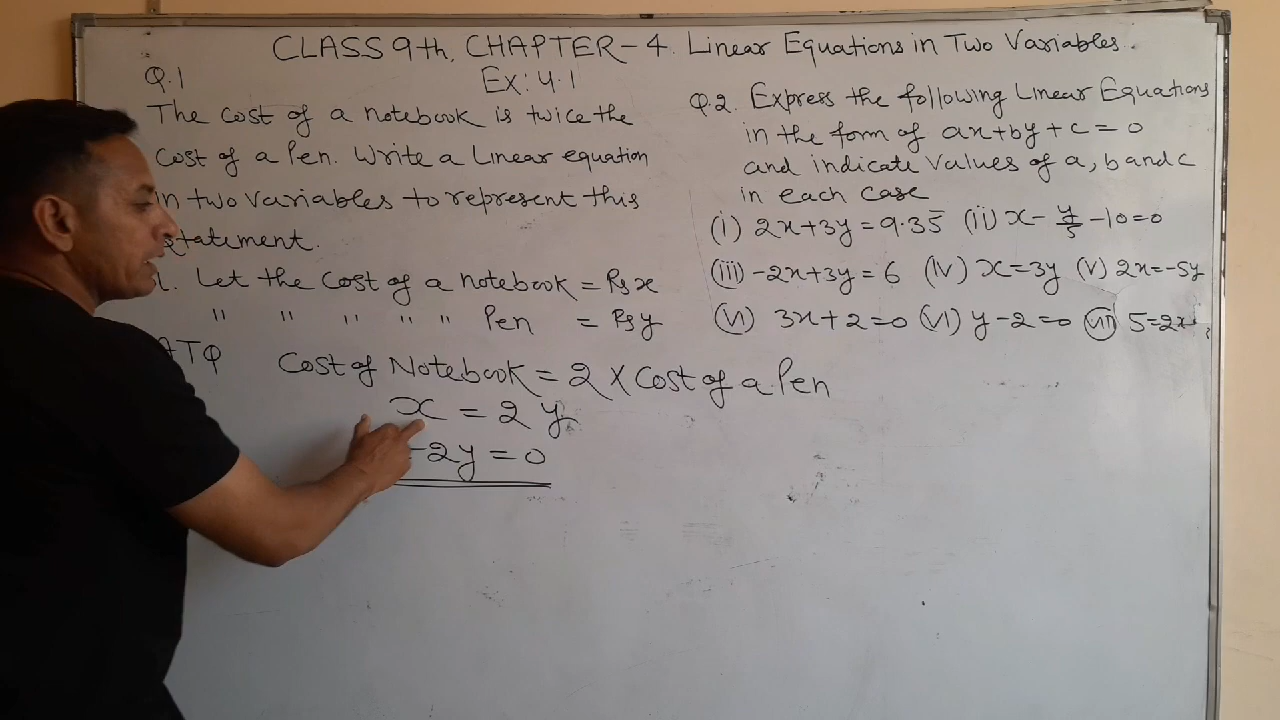 CLASS 9th, CHAPTER-4. Linear Equations in Two Variables.
Ex: 4.1
Q.1
The cost of a notebook is twice the
cost of a Pen. Write a Linear equation
in two variables to represent this
statement.
Let the cost of a notebook = Rs x
" " " " " Pen = Rs y
ATQ Cost of Notebook = 2 X Cost of a Pen
x = 2 y
-2y = 0
Q.2. Express the following Linear Equations
in the form of ax+by+c=0
and indicate values of a, b and c
in each case
(i) 2x+3y=9.35 (ii) x - y/5 -10=0
(iii) -2x+3y = 6 (iv) x=3y (v) 2x=-5y
(vi) 3x+2=0 (vi) y-2=0 (vii) 5=2x